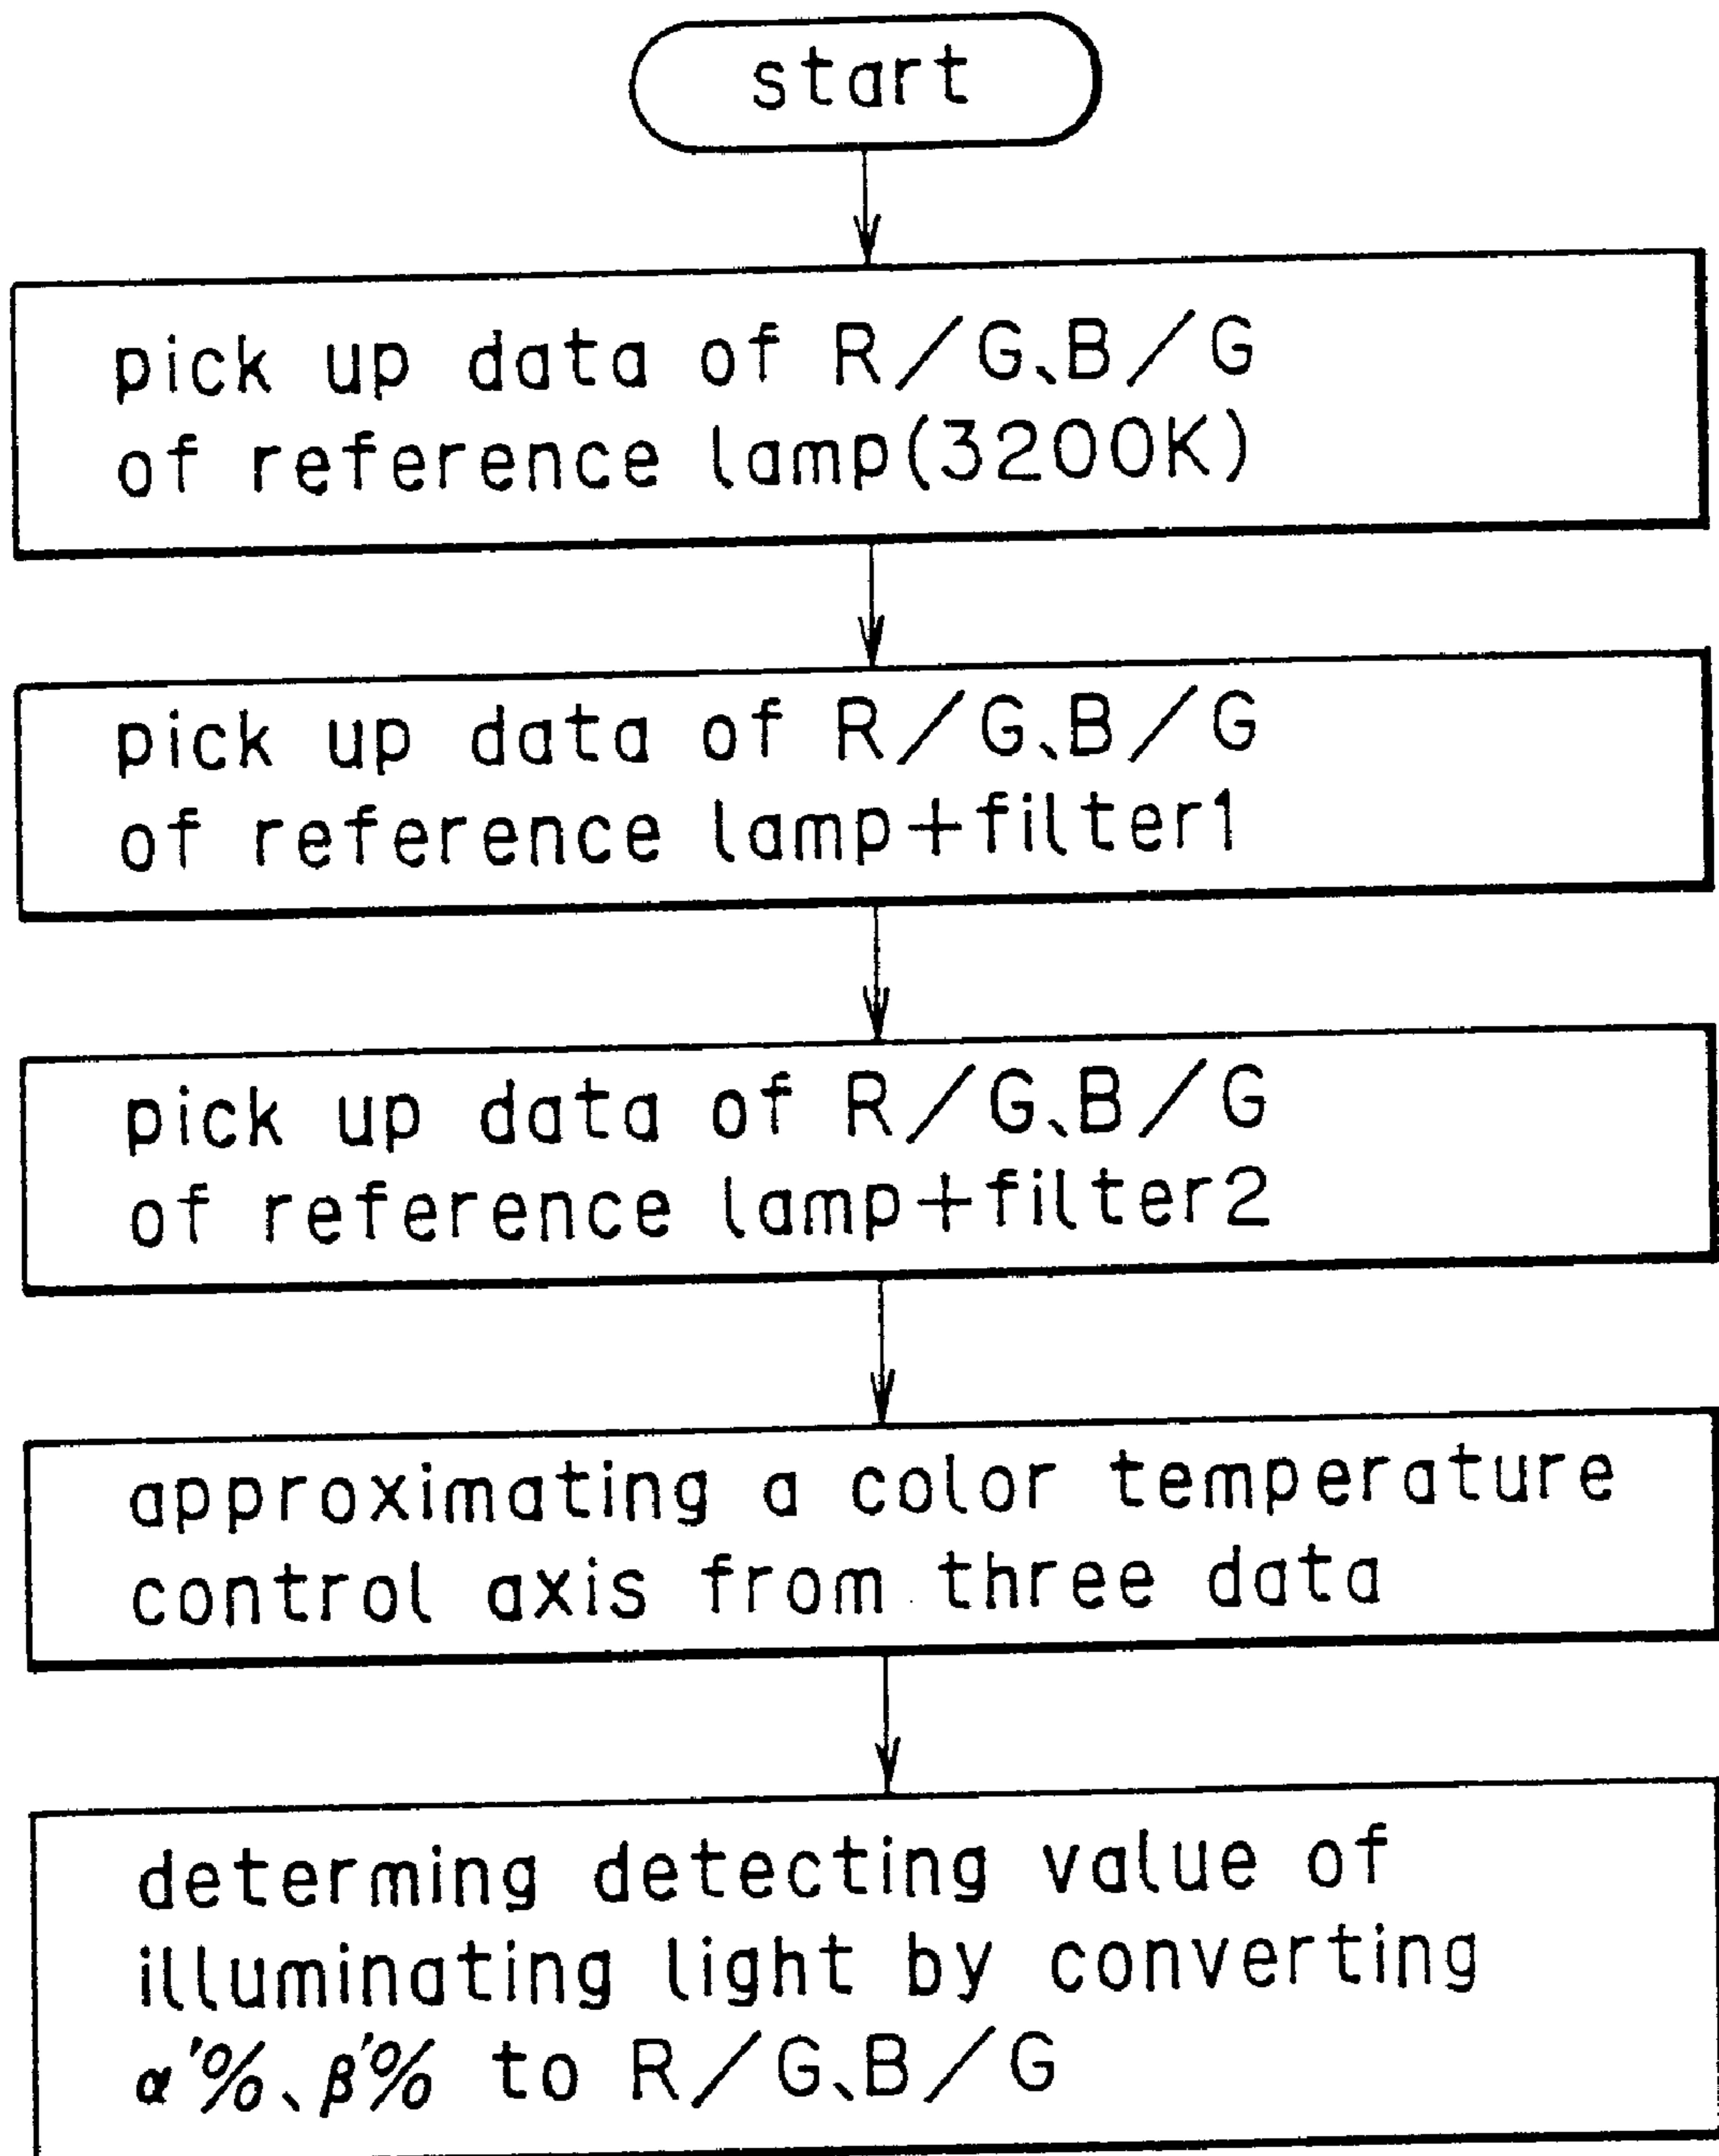 start
pick up data of R/G、B/G
of reference lamp(3200K)
pick up data of R/G、B/G
of reference lamp+filter1
pick up data of R/G、B/G
of reference lamp+filter2
approximating a color temperature
control axis from three data
determing detecting value of
illuminating light by converting
α'%、β'% to R/G、B/G